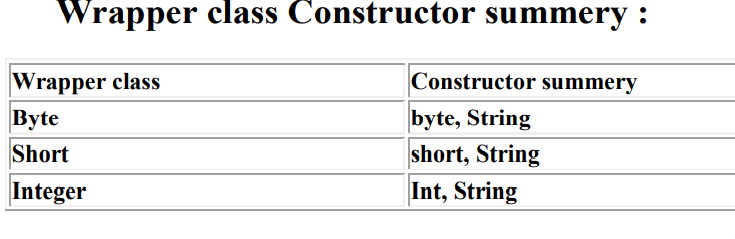 Wrapper class Constructor summery :
Wrapper class Constructor summery
Byte byte, String
Short short, String
Integer Int, String